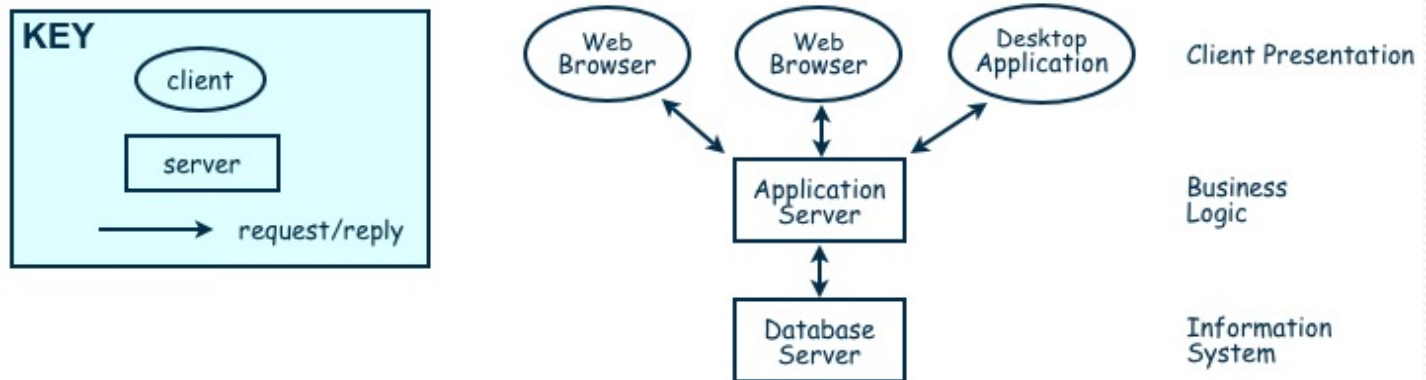 KEY
client
server
request/reply
Web
Browser
Web
Browser
Desktop
Application
Client Presentation
Application
Server
Business
Logic
Database
Server
Information
System